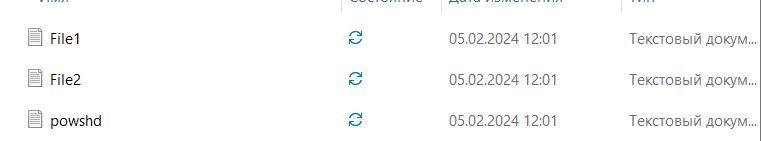 Имя Состояние Дата изменения Тип
File1 05.02.2024 12:01 Текстовый докум...
File2 05.02.2024 12:01 Текстовый докум...
powshd 05.02.2024 12:01 Текстовый докум...